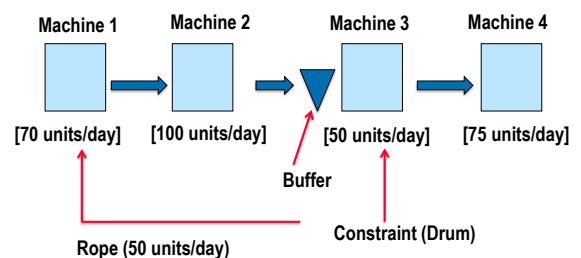 Machine 1
Machine 2
Machine 3
Machine 4
[70 units/day]
[100 units/day]
[50 units/day]
[75 units/day]
Buffer
Rope (50 units/day)
Constraint (Drum)